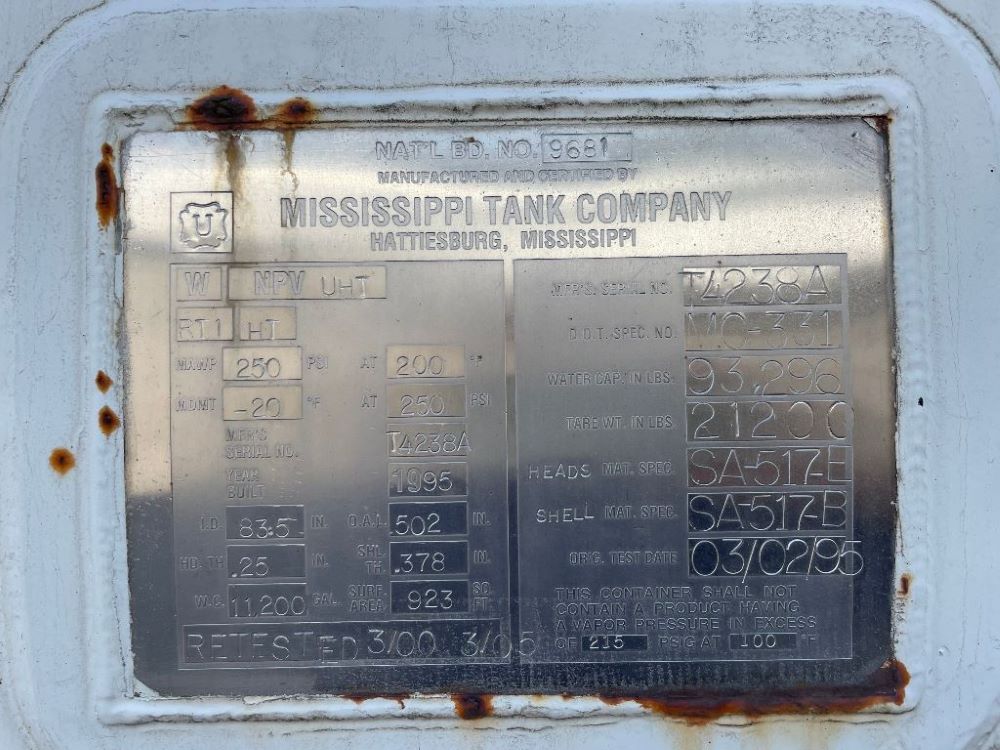 NAT'L BD. NO. 9681
MANUFACTURED AND CERTIFIED BY
U
MISSISSIPPI TANK COMPANY
HATTIESBURG, MISSISSIPPI
W NPV UHT
RT1 HT
MAWP 250 PSI AT 200 °F
MDMT -20 °F AT 250 PSI
MFR'S
SERIAL NO. T4238A
YEAR
BUILT 1995
I.D. 83.5 IN. O.A.L. 502 IN.
HD. TH. .25 IN. SHL. TH. .378 IN.
W.C. 11,200 GAL. SURF. AREA 923 SQ. FT.
RETESTED 3/00 3/05
MFR'S. SERIAL NO. T4238A
D.O.T. SPEC. NO. MC-331
WATER CAP. IN LBS. 93,296
TARE WT. IN LBS. 21200
HEADS MAT. SPEC. SA-517-E
SHELL MAT. SPEC. SA-517-B
ORIG. TEST DATE 03/02/95
THIS CONTAINER SHALL NOT
CONTAIN A PRODUCT HAVING
A VAPOR PRESSURE IN EXCESS
OF 215 PSIG AT 100 °F